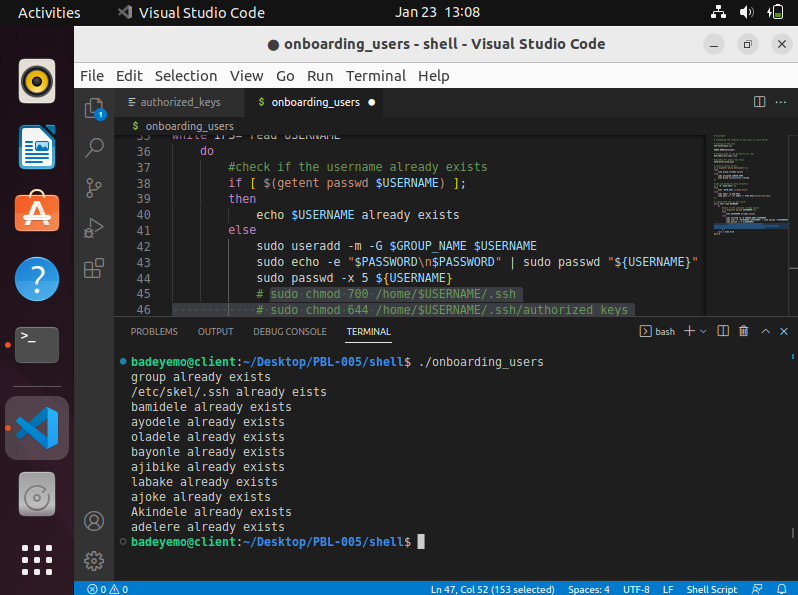 Activities
Visual Studio Code
Jan 23 13:08
● onboarding_users - shell - Visual Studio Code
File Edit Selection View Go Run Terminal Help
authorized_keys
$ onboarding_users ●
$ onboarding_users
35 while IFS= read USERNAME
36 do
37 #check if the username already exists
38 if [ $(getent passwd $USERNAME) ];
39 then
40 echo $USERNAME already exists
41 else
42 sudo useradd -m -G $GROUP_NAME $USERNAME
43 sudo echo -e "$PASSWORD\n$PASSWORD" | sudo passwd "${USERNAME}"
44 sudo passwd -x 5 ${USERNAME}
45 # sudo chmod 700 /home/$USERNAME/.ssh
46 # sudo chmod 644 /home/$USERNAME/.ssh/authorized_keys
PROBLEMS OUTPUT DEBUG CONSOLE TERMINAL
bash
badeyemo@client:~/Desktop/PBL-005/shell$ ./onboarding_users
group already exists
/etc/skel/.ssh already eists
bamidele already exists
ayodele already exists
oladele already exists
bayonle already exists
ajibike already exists
labake already exists
ajoke already exists
Akindele already exists
adelere already exists
badeyemo@client:~/Desktop/PBL-005/shell$
1
0 0
Ln 47, Col 52 (153 selected) Spaces: 4 UTF-8 LF Shell Script